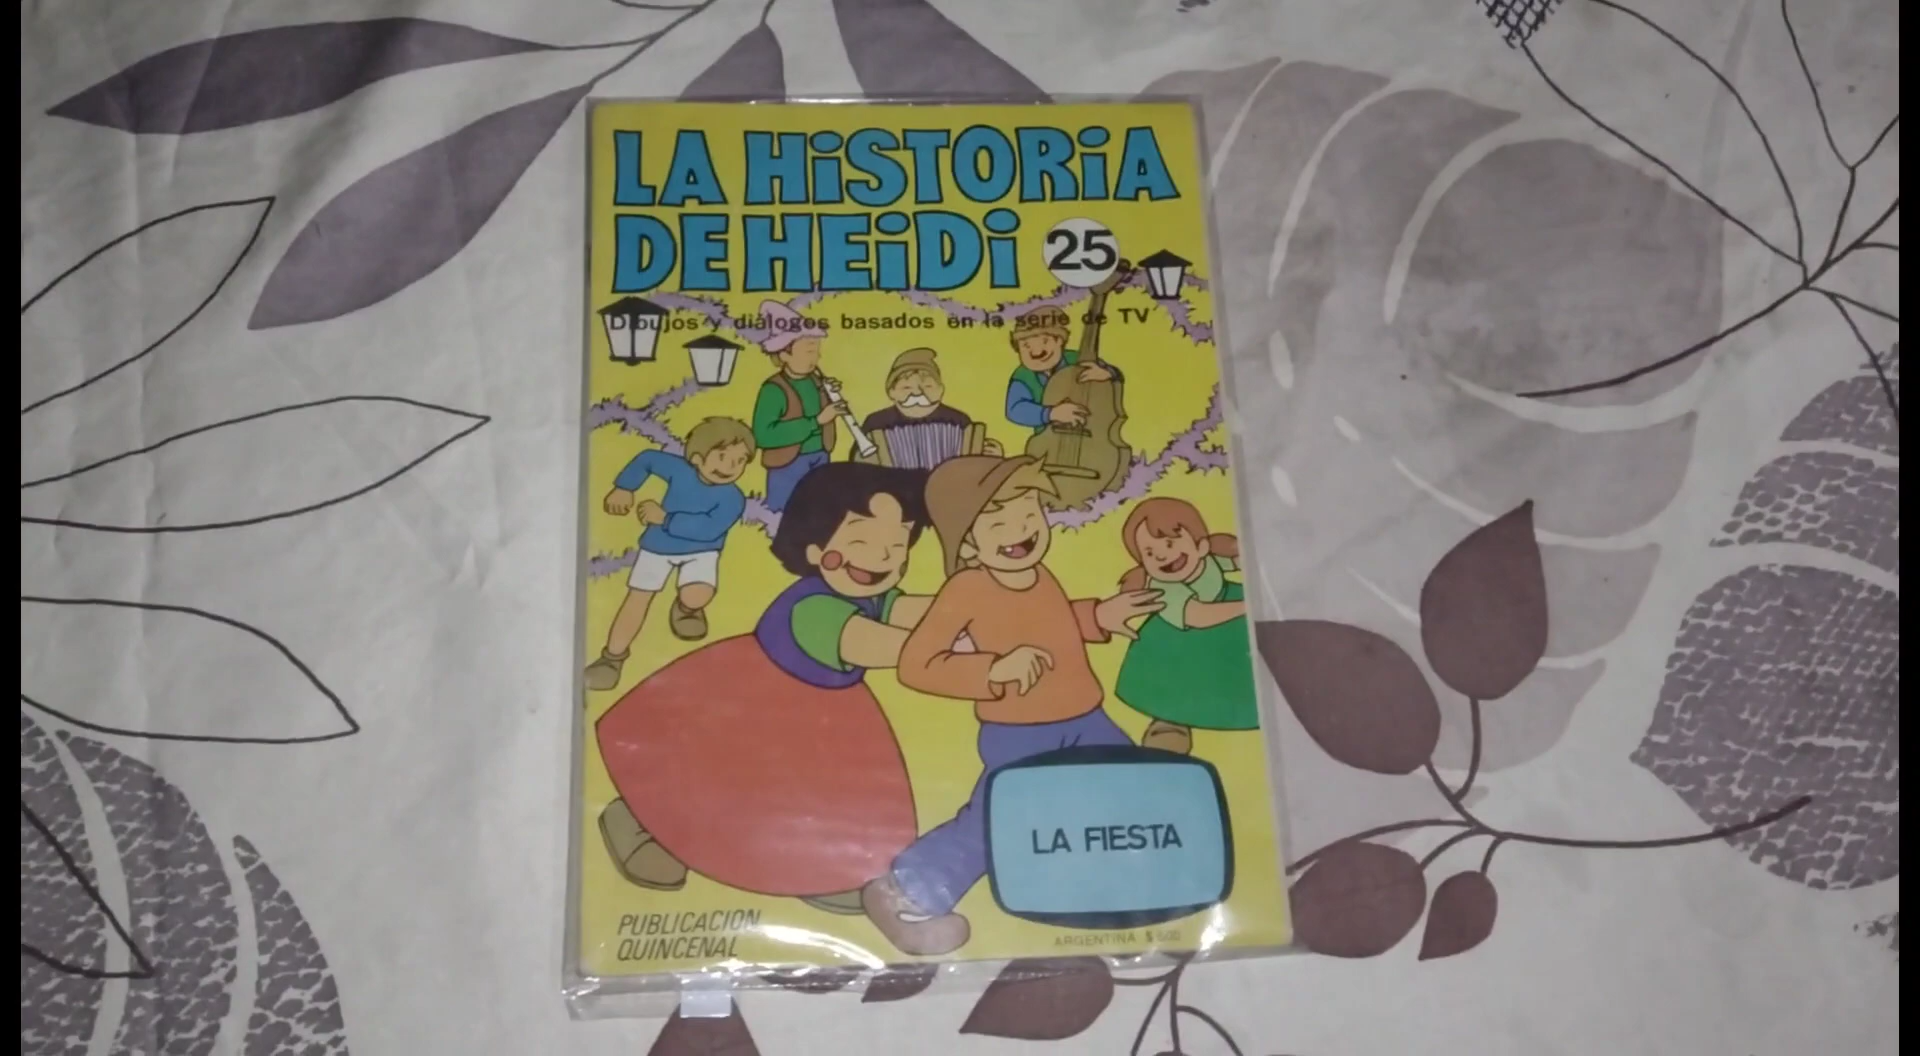 LA HiSTORiA
DE HEiDi 25
Dibujos y diálogos basados en la serie de TV
LA FIESTA
PUBLICACION
QUINCENAL
ARGENTINA $